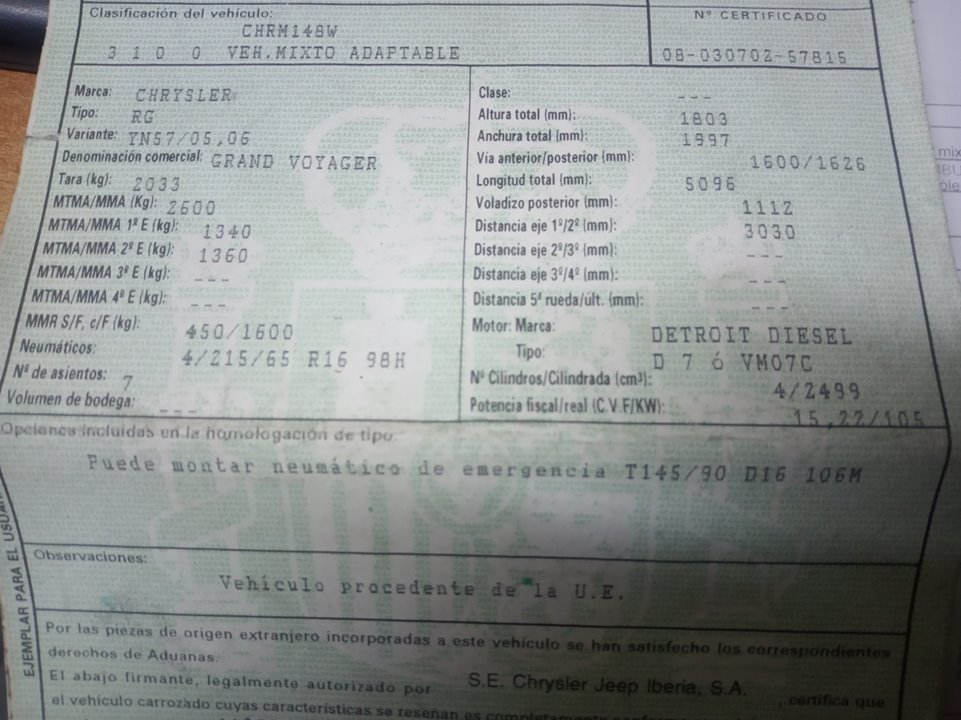 Clasificación del vehículo:
CHRM148W
3 1 0 0 VEH.MIXTO ADAPTABLE
Nº CERTIFICADO
08-030702-57815
Marca: CHRYSLER
Tipo: RG
Variante: YN57/05,06
Denominación comercial: GRAND VOYAGER
Tara (kg): 2033
MTMA/MMA (Kg): 2600
MTMA/MMA 1º E (kg): 1340
MTMA/MMA 2º E (kg): 1360
MTMA/MMA 3º E (kg): ---
MTMA/MMA 4º E (kg): ---
MMR S/F, c/F (kg): 450/1600
Neumáticos: 4/215/65 R16 98H
Nº de asientos: 7
Volumen de bodega: ---
Clase: ---
Altura total (mm): 1803
Anchura total (mm): 1997
Vía anterior/posterior (mm): 1600/1626
Longitud total (mm): 5096
Voladizo posterior (mm): 1112
Distancia eje 1º/2º (mm): 3030
Distancia eje 2º/3º (mm): ---
Distancia eje 3º/4º (mm): ---
Distancia 5ª rueda/últ. (mm): ---
Motor: Marca: DETROIT DIESEL
Tipo: D 7 ó VM07C
Nº Cilindros/Cilindrada (cm³): 4/2499
Potencia fiscal/real (C.V.F/KW): 15,22/105
Opciones incluidas en la homologación de tipo:
Puede montar neumático de emergencia T145/90 D16 106M
Observaciones:
Vehículo procedente de la U.E.
EJEMPLAR PARA EL
Por las piezas de origen extranjero incorporadas a este vehículo se han satisfecho los correspondientes
derechos de Aduanas.
El abajo firmante, legalmente autorizado por S.E. Chrysler Jeep Iberia, S.A. , certifica que
el vehículo carrozado cuyas características se reseñan es completamente